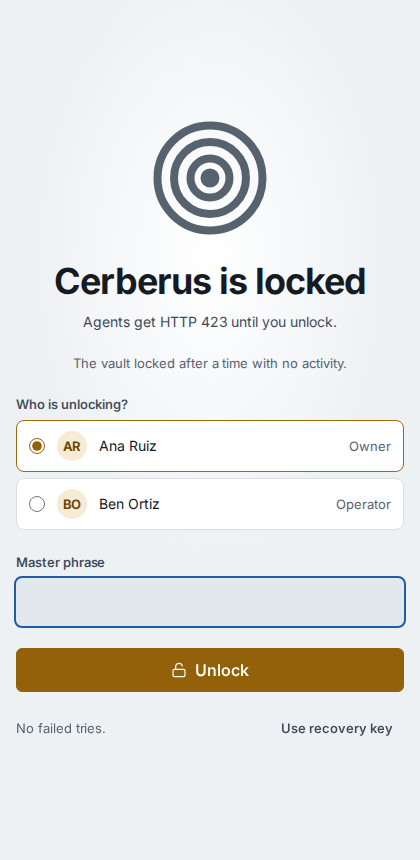 Cerberus is locked
Agents get HTTP 423 until you unlock.
The vault locked after a time with no activity.
Who is unlocking?
AR Ana Ruiz Owner
BO Ben Ortiz Operator
Master phrase
Unlock
No failed tries. Use recovery key